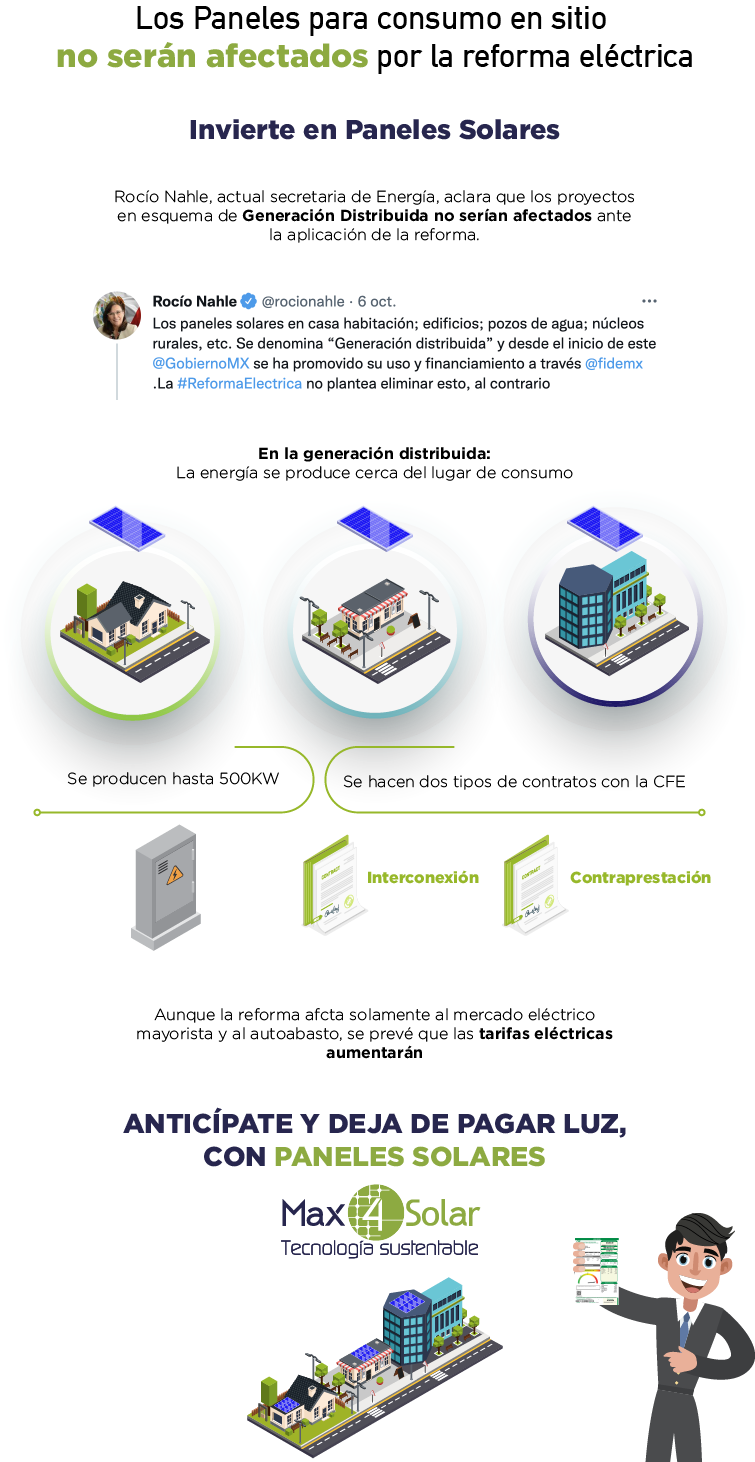 Los Paneles para consumo en sitio
no serán afectados por la reforma eléctrica
Invierte en Paneles Solares
Rocío Nahle, actual secretaria de Energía, aclara que los proyectos
en esquema de Generación Distribuida no serían afectados ante
la aplicación de la reforma.
Rocío Nahle @rocionahle · 6 oct. ...
Los paneles solares en casa habitación; edificios; pozos de agua; núcleos
rurales, etc. Se denomina “Generación distribuida” y desde el inicio de este
@GobiernoMX se ha promovido su uso y financiamiento a través @fidemx
.La #ReformaElectrica no plantea eliminar esto, al contrario
En la generación distribuida:
La energía se produce cerca del lugar de consumo
Se producen hasta 500KW
Se hacen dos tipos de contratos con la CFE
CONTRACT
Interconexión
CONTRACT
Contraprestación
Aunque la reforma afcta solamente al mercado eléctrico
mayorista y al autoabasto, se prevé que las tarifas eléctricas
aumentarán
ANTICÍPATE Y DEJA DE PAGAR LUZ,
CON PANELES SOLARES
Max4Solar
Tecnología sustentable